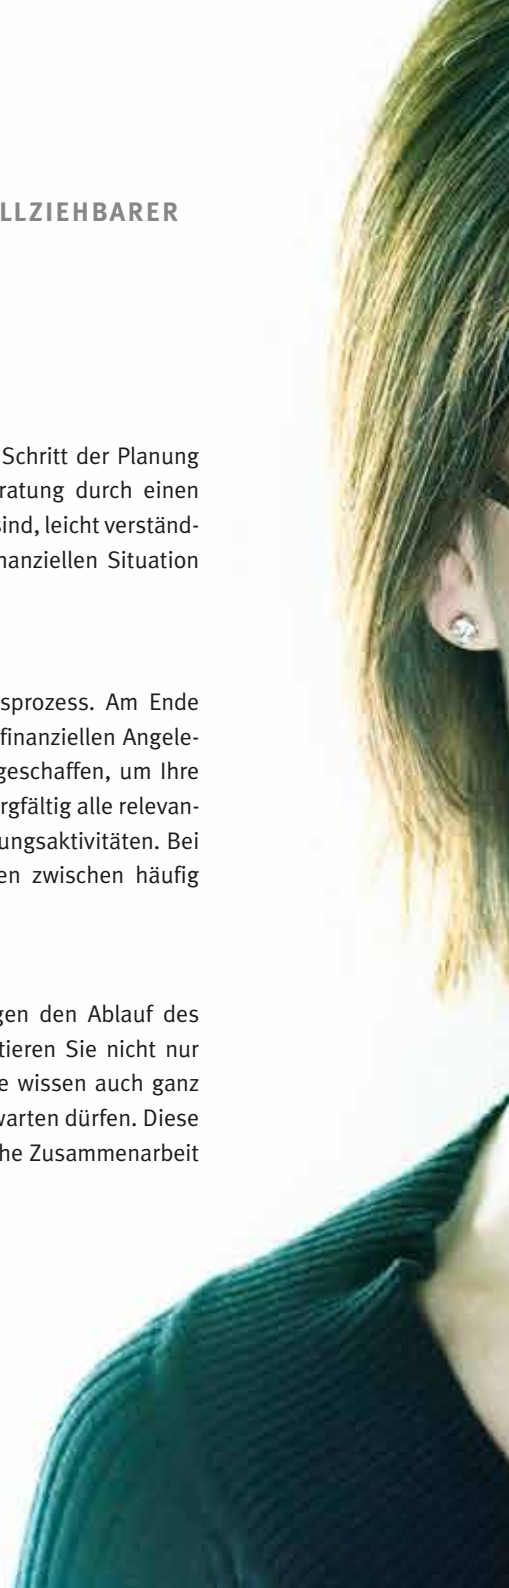 LLZIEHBARER
Schritt der Planung
ratung durch einen
sind, leicht verständ-
nanziellen Situation
sprozess. Am Ende
finanziellen Angele-
geschaffen, um Ihre
rgfältig alle relevan-
ungsaktivitäten. Bei
en zwischen häufig
gen den Ablauf des
tieren Sie nicht nur
e wissen auch ganz
warten dürfen. Diese
he Zusammenarbeit